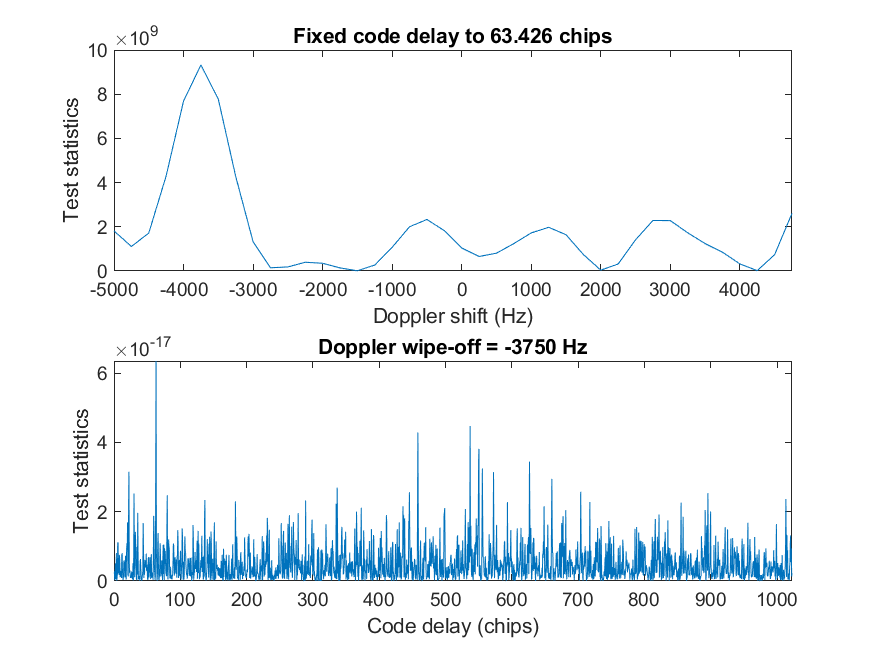 ×10^9
Fixed code delay to 63.426 chips
10
8
6
4
2
0
Test statistics
-5000 -4000 -3000 -2000 -1000 0 1000 2000 3000 4000
Doppler shift (Hz)
×10^-17
Doppler wipe-off = -3750 Hz
6
4
2
0
Test statistics
0 100 200 300 400 500 600 700 800 900 1000
Code delay (chips)